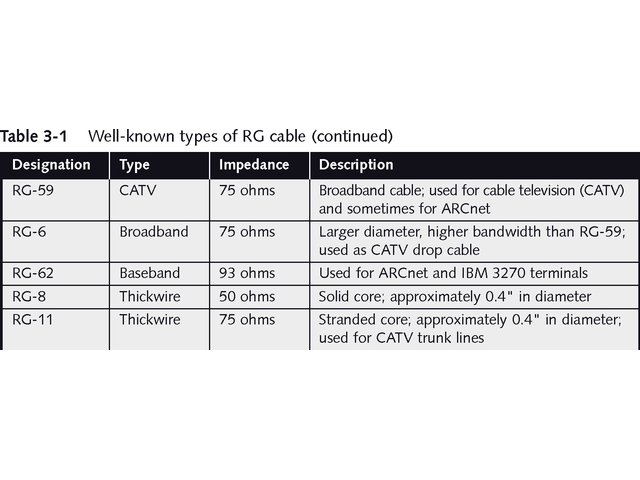 Table 3-1 Well-known types of RG cable (continued)
Designation Type Impedance Description
RG-59 CATV 75 ohms Broadband cable; used for cable television (CATV)
and sometimes for ARCnet
RG-6 Broadband 75 ohms Larger diameter, higher bandwidth than RG-59;
used as CATV drop cable
RG-62 Baseband 93 ohms Used for ARCnet and IBM 3270 terminals
RG-8 Thickwire 50 ohms Solid core; approximately 0.4" in diameter
RG-11 Thickwire 75 ohms Stranded core; approximately 0.4" in diameter;
used for CATV trunk lines